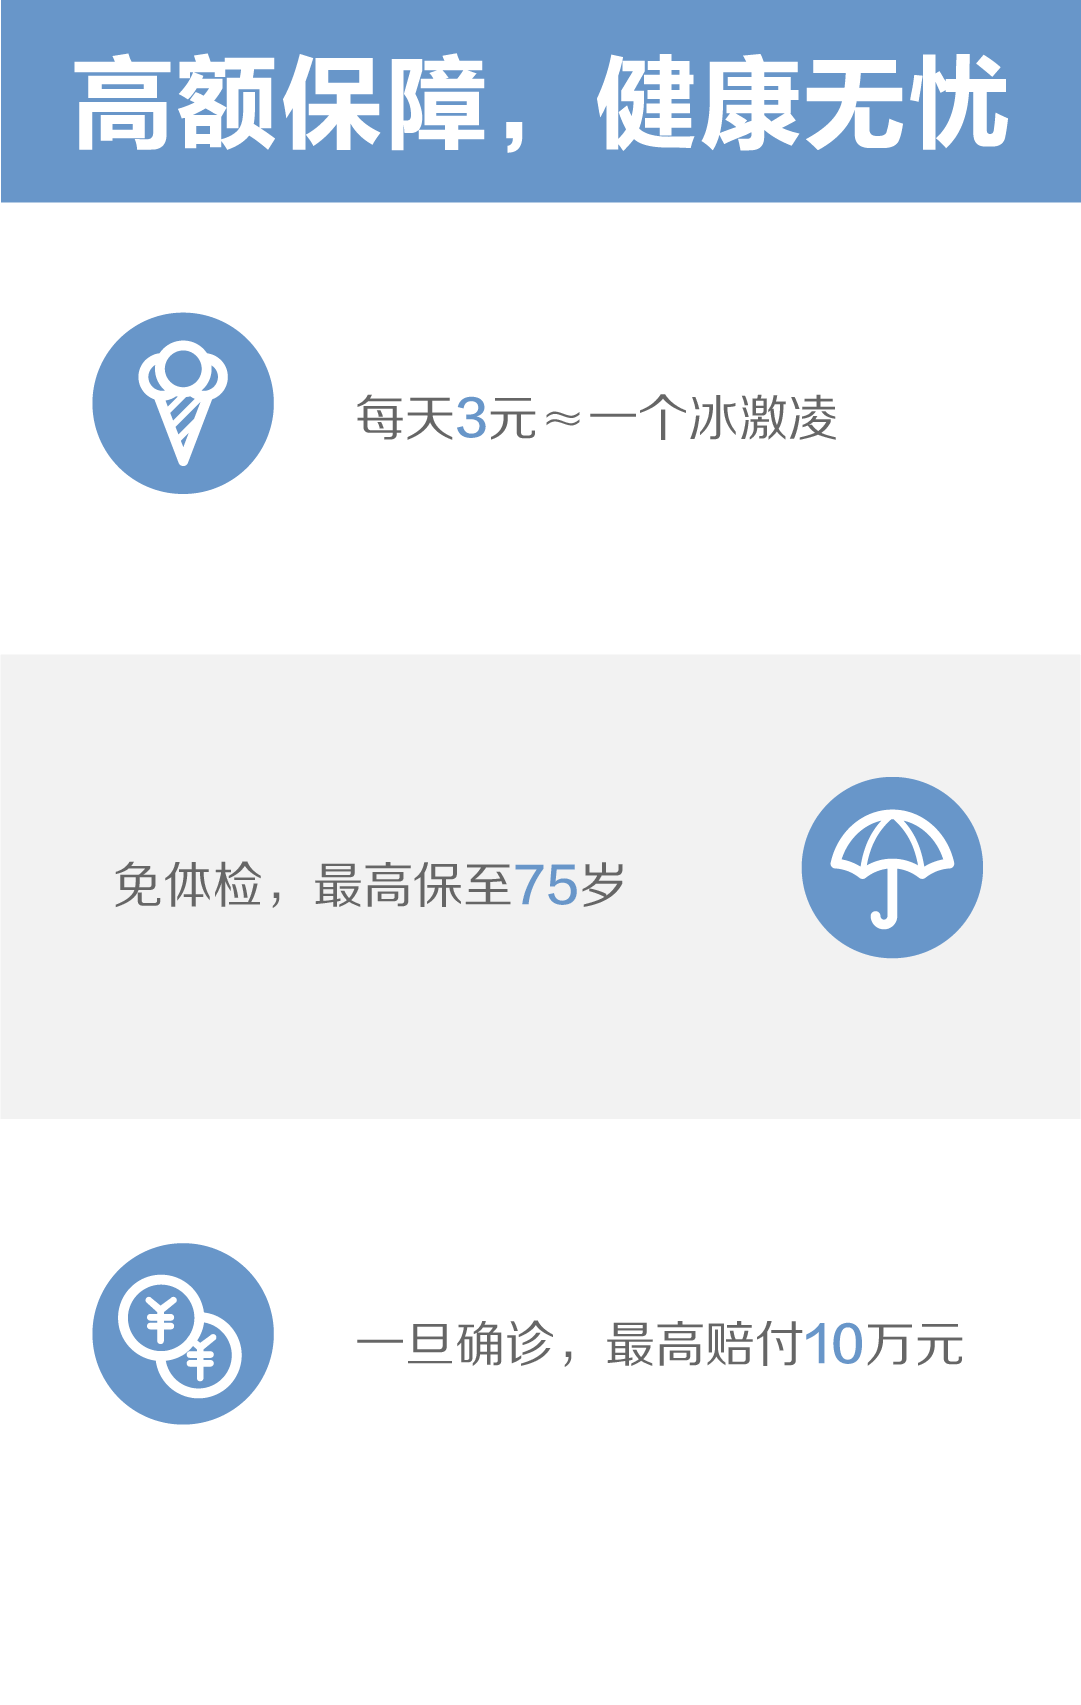 高额保障，健康无忧
每天3元≈一个冰激凌
免体检，最高保至75岁
¥
¥
一旦确诊，最高赔付10万元